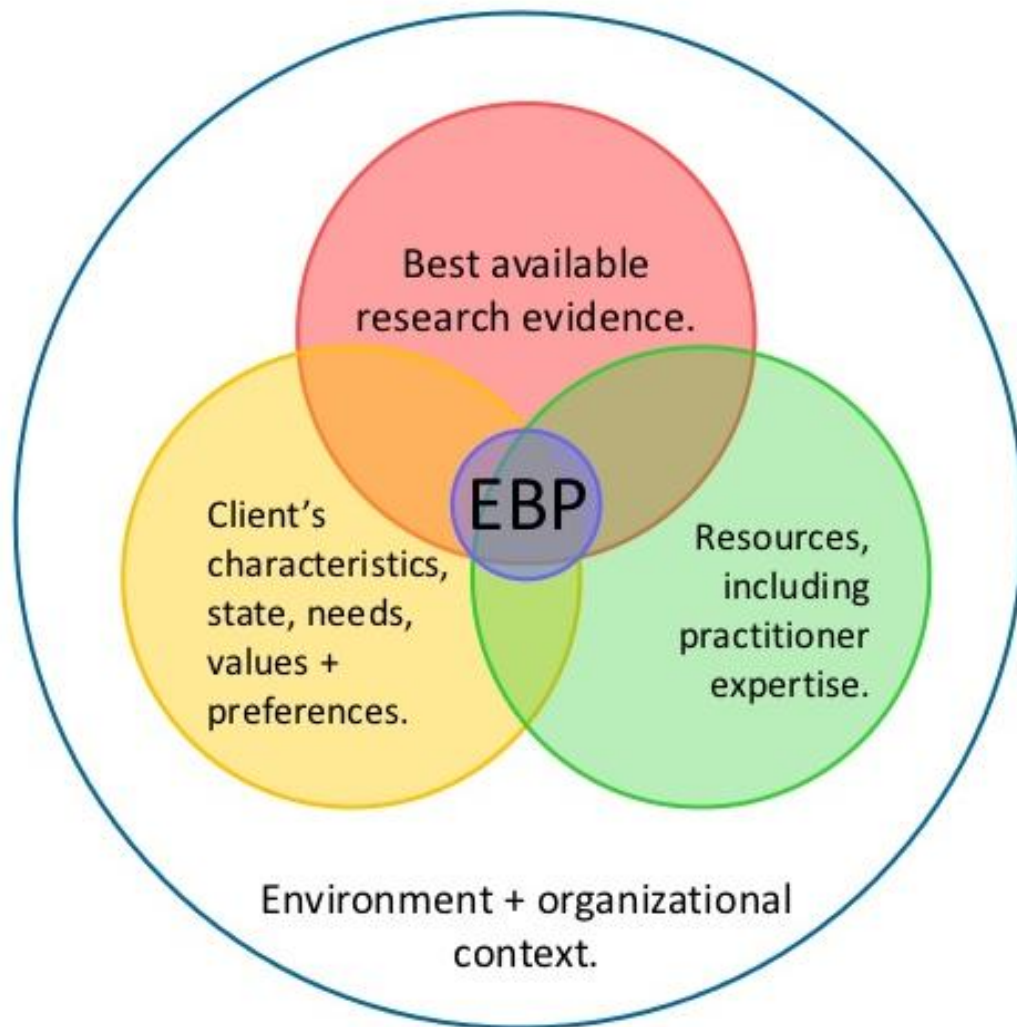 Best available
research evidence.
EBP
Client’s
characteristics,
state, needs,
values +
preferences.
Resources,
including
practitioner
expertise.
Environment + organizational
context.